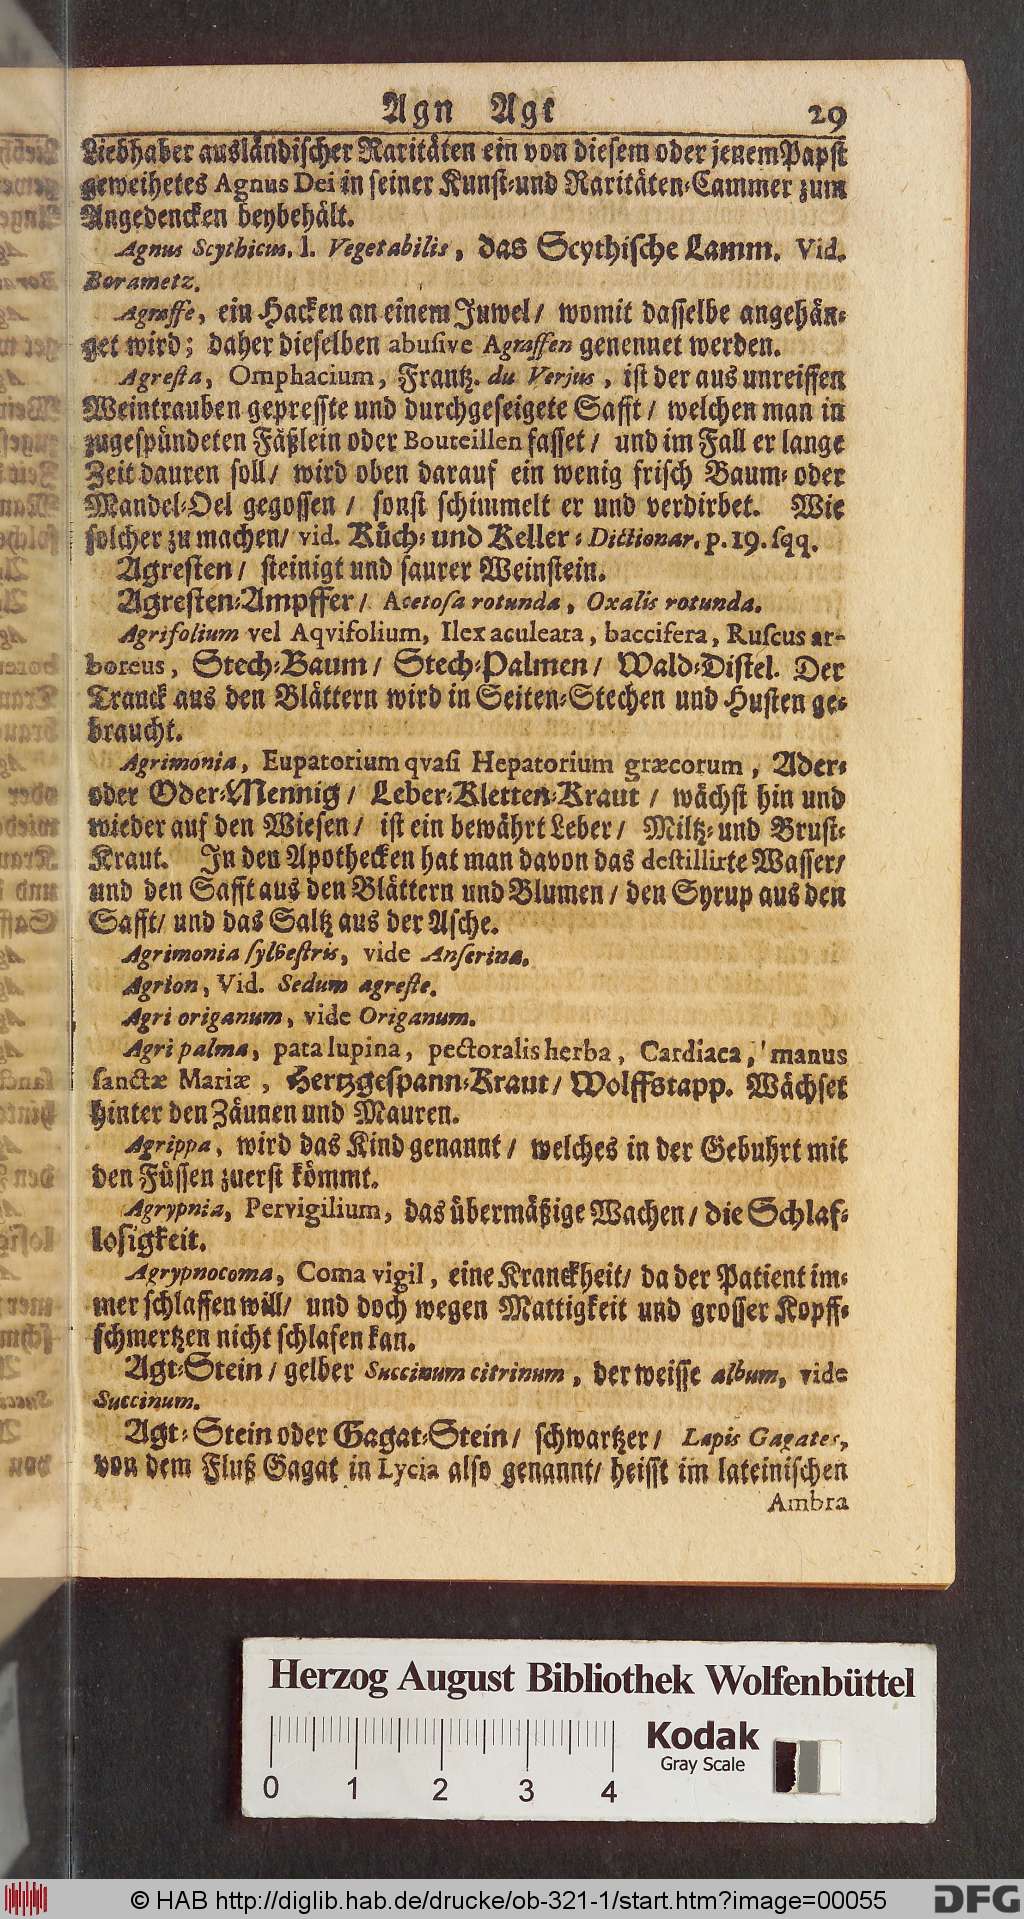 Agn Agt 29
Liebhaber ausländischer Raritäten ein von diesem oder jenem Papst
geweihetes Agnus Dei in seiner Kunst- und Raritäten-Cammer zum
Angedencken beybehält.
Agnus Scythicus, l. Vegetabilis, das Scythische Lamm. Vid.
Borametz.
Agraffe, ein Hacken an einem Juwel / womit dasselbe angehän-
get wird; daher dieselben abusive Agraffen genennet werden.
Agresta, Omphacium, Frantz. du Verjus, ist der aus unreiffen
Weintrauben gepresste und durchgeseigete Safft / welchen man in
zugespündeten Fäßlein oder Bouteillen fasset / und im Fall er lange
Zeit dauren soll / wird oben darauf ein wenig frisch Baum- oder
Mandel-Oel gegossen / sonst schimmelt er und verdirbet. Wie
solcher zu machen / vid. Küch- und Keller-Dictionar. p. 19. sqq.
Agresten / steinigt und saurer Weinstein.
Agresten-Ampffer / Acetosa rotunda, Oxalis rotunda.
Agrifolium vel Aqvifolium, Ilex aculeata, baccifera, Ruscus ar-
boreus, Stech-Baum / Stech-Palmen / Wald-Distel. Der
Tranck aus den Blättern wird in Seiten-Stechen und Husten ge-
braucht.
Agrimonia, Eupatorium qvasi Hepatorium græcorum, Ader-
oder Oder-Mennig / Leber-Kletten-Kraut / wächst hin und
wieder auf den Wiesen / ist ein bewährt Leber / Miltz- und Brust-
Kraut. In den Apothecken hat man davon das destillirte Wasser /
und den Safft aus den Blättern und Blumen / den Syrup aus den
Safft / und das Saltz aus der Asche.
Agrimonia sylvestris, vide Anserina.
Agrion, Vid. Sedum agreste.
Agri origanum, vide Origanum.
Agri palma, pata lupina, pectoralis herba, Cardiaca, manus
sanctæ Mariæ, Hertzgespann-Kraut / Wolffstapp. Wächset
hinter den Zäunen und Mauren.
Agrippa, wird das Kind genannt / welches in der Gebuhrt mit
den Füssen zuerst kömmt.
Agrypnia, Pervigilium, das übermäßige Wachen / die Schlaf-
losigkeit.
Agrypnocoma, Coma vigil, eine Kranckheit / da der Patient im-
mer schlaffen will / und doch wegen Mattigkeit und grosser Kopff-
schmertzen nicht schlafen kan.
Agt-Stein / gelber Succinum citrinum, der weisse album, vide
Succinum.
Agt-Stein oder Gagat-Stein / schwartzer / Lapis Gagates,
von dem Fluß Gagat in Lycia also genannt / heisst im lateinischen
Ambra
Herzog August Bibliothek Wolfenbüttel
Kodak
Gray Scale
0 1 2 3 4
© HAB http://diglib.hab.de/drucke/ob-321-1/start.htm?image=00055
DFG